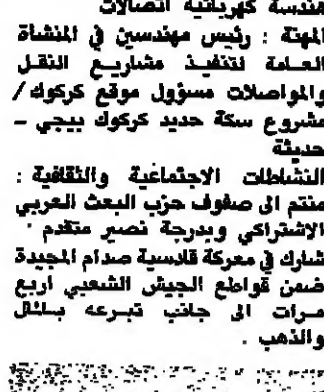 هندسة كهربائية اتصالات
المهنة : رئيس مهندسين في المنشاة
العامة لتنفيذ مشاريع النقل
والمواصلات مسؤول موقع كركوك /
مشروع سكة حديد كركوك بيجي -
حديثة
النشاطات الاجتماعية والثقافية :
منتم الى صفوف حزب البعث العربي
الاشتراكي وبدرجة نصير متقدم ·
شارك في معركة قادسية صدام المجيدة
ضمن قواطع الجيش الشعبي اربع
مرات الى جانب تبرعه بالمال
والذهب .